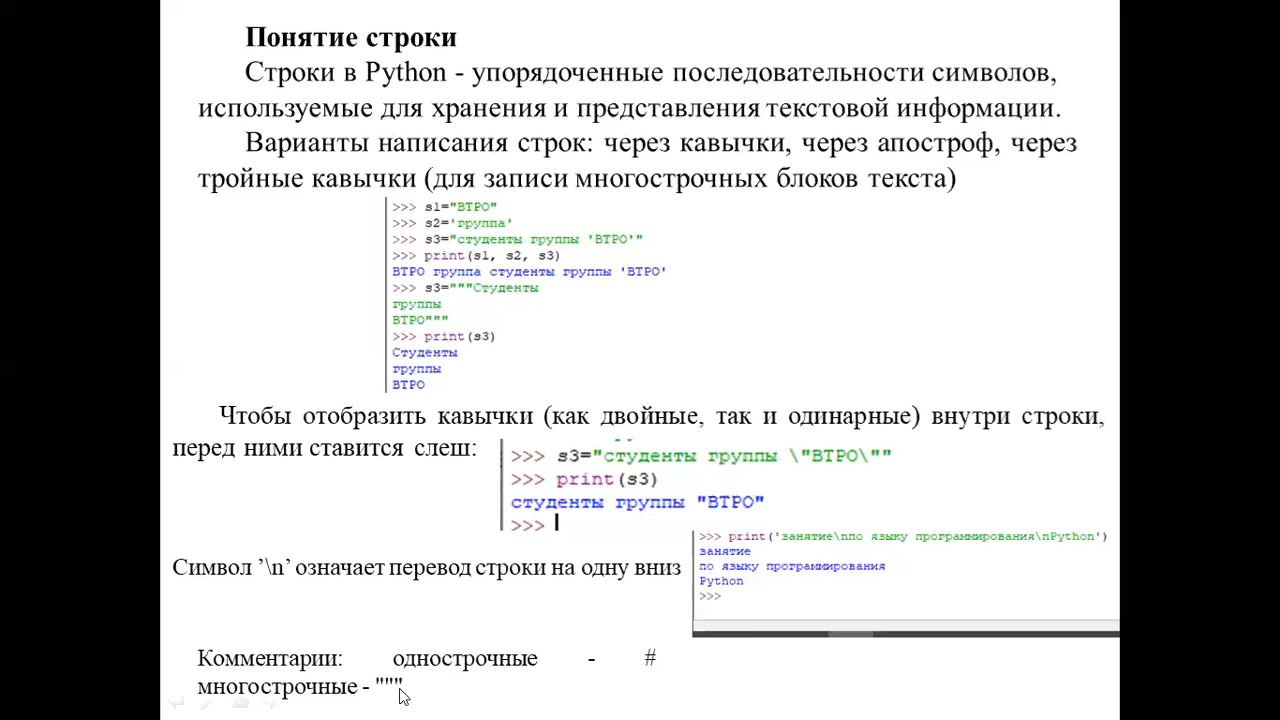 Понятие строки
Строки в Python - упорядоченные последовательности символов,
используемые для хранения и представления текстовой информации.
Варианты написания строк: через кавычки, через апостроф, через
тройные кавычки (для записи многострочных блоков текста)
>>> s1="ВТРО"
>>> s2='группа'
>>> s3="студенты группы 'ВТРО'"
>>> print(s1, s2, s3)
ВТРО группа студенты группы 'ВТРО'
>>> s3="""Студенты
группы
ВТРО"""
>>> print(s3)
Студенты
группы
ВТРО
Чтобы отобразить кавычки (как двойные, так и одинарные) внутри строки,
перед ними ставится слеш:
>>> s3="студенты группы \"ВТРО\""
>>> print(s3)
студенты группы "ВТРО"
>>>
Символ ’\n’ означает перевод строки на одну вниз
>>> print('занятие\nпо языку программирования\nPython')
занятие
по языку программирования
Python
>>>
Комментарии: однострочные - #
многострочные - """